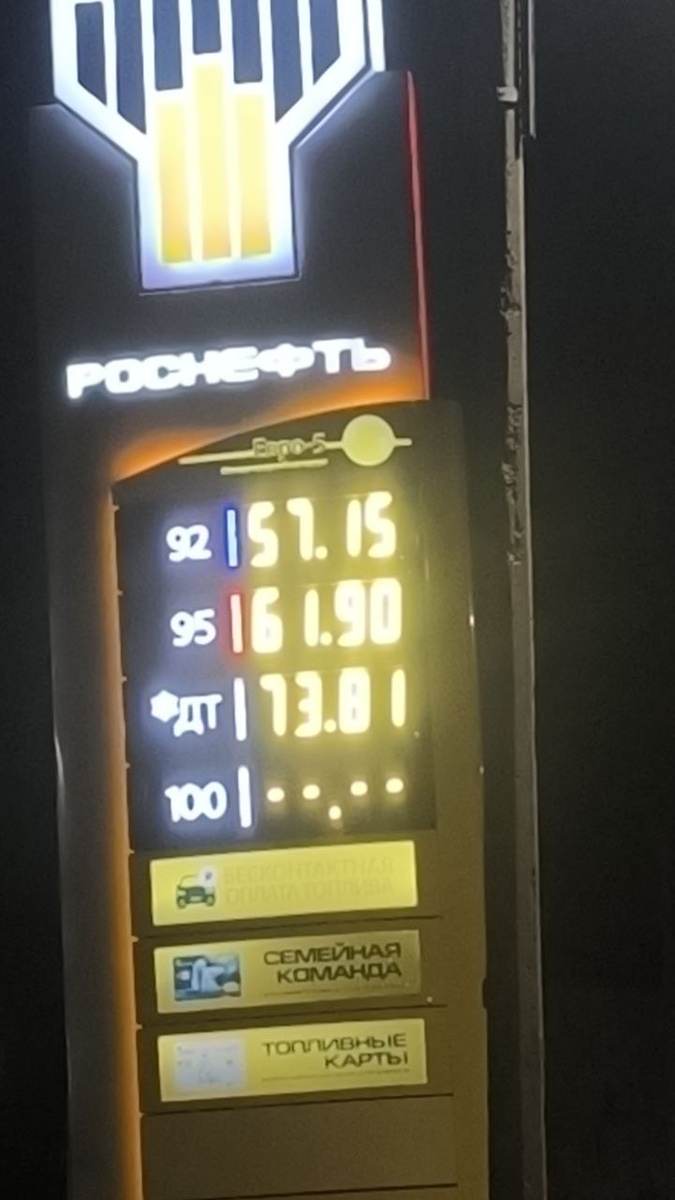 РОСНЕФТЬ
Евро-5
92 57.15
95 61.90
*ДТ 73.81
100 --.--
БЕСКОНТАКТНАЯ
ОПЛАТА ТОПЛИВА
СЕМЕЙНАЯ
КОМАНДА
ТОПЛИВНЫЕ
КАРТЫ